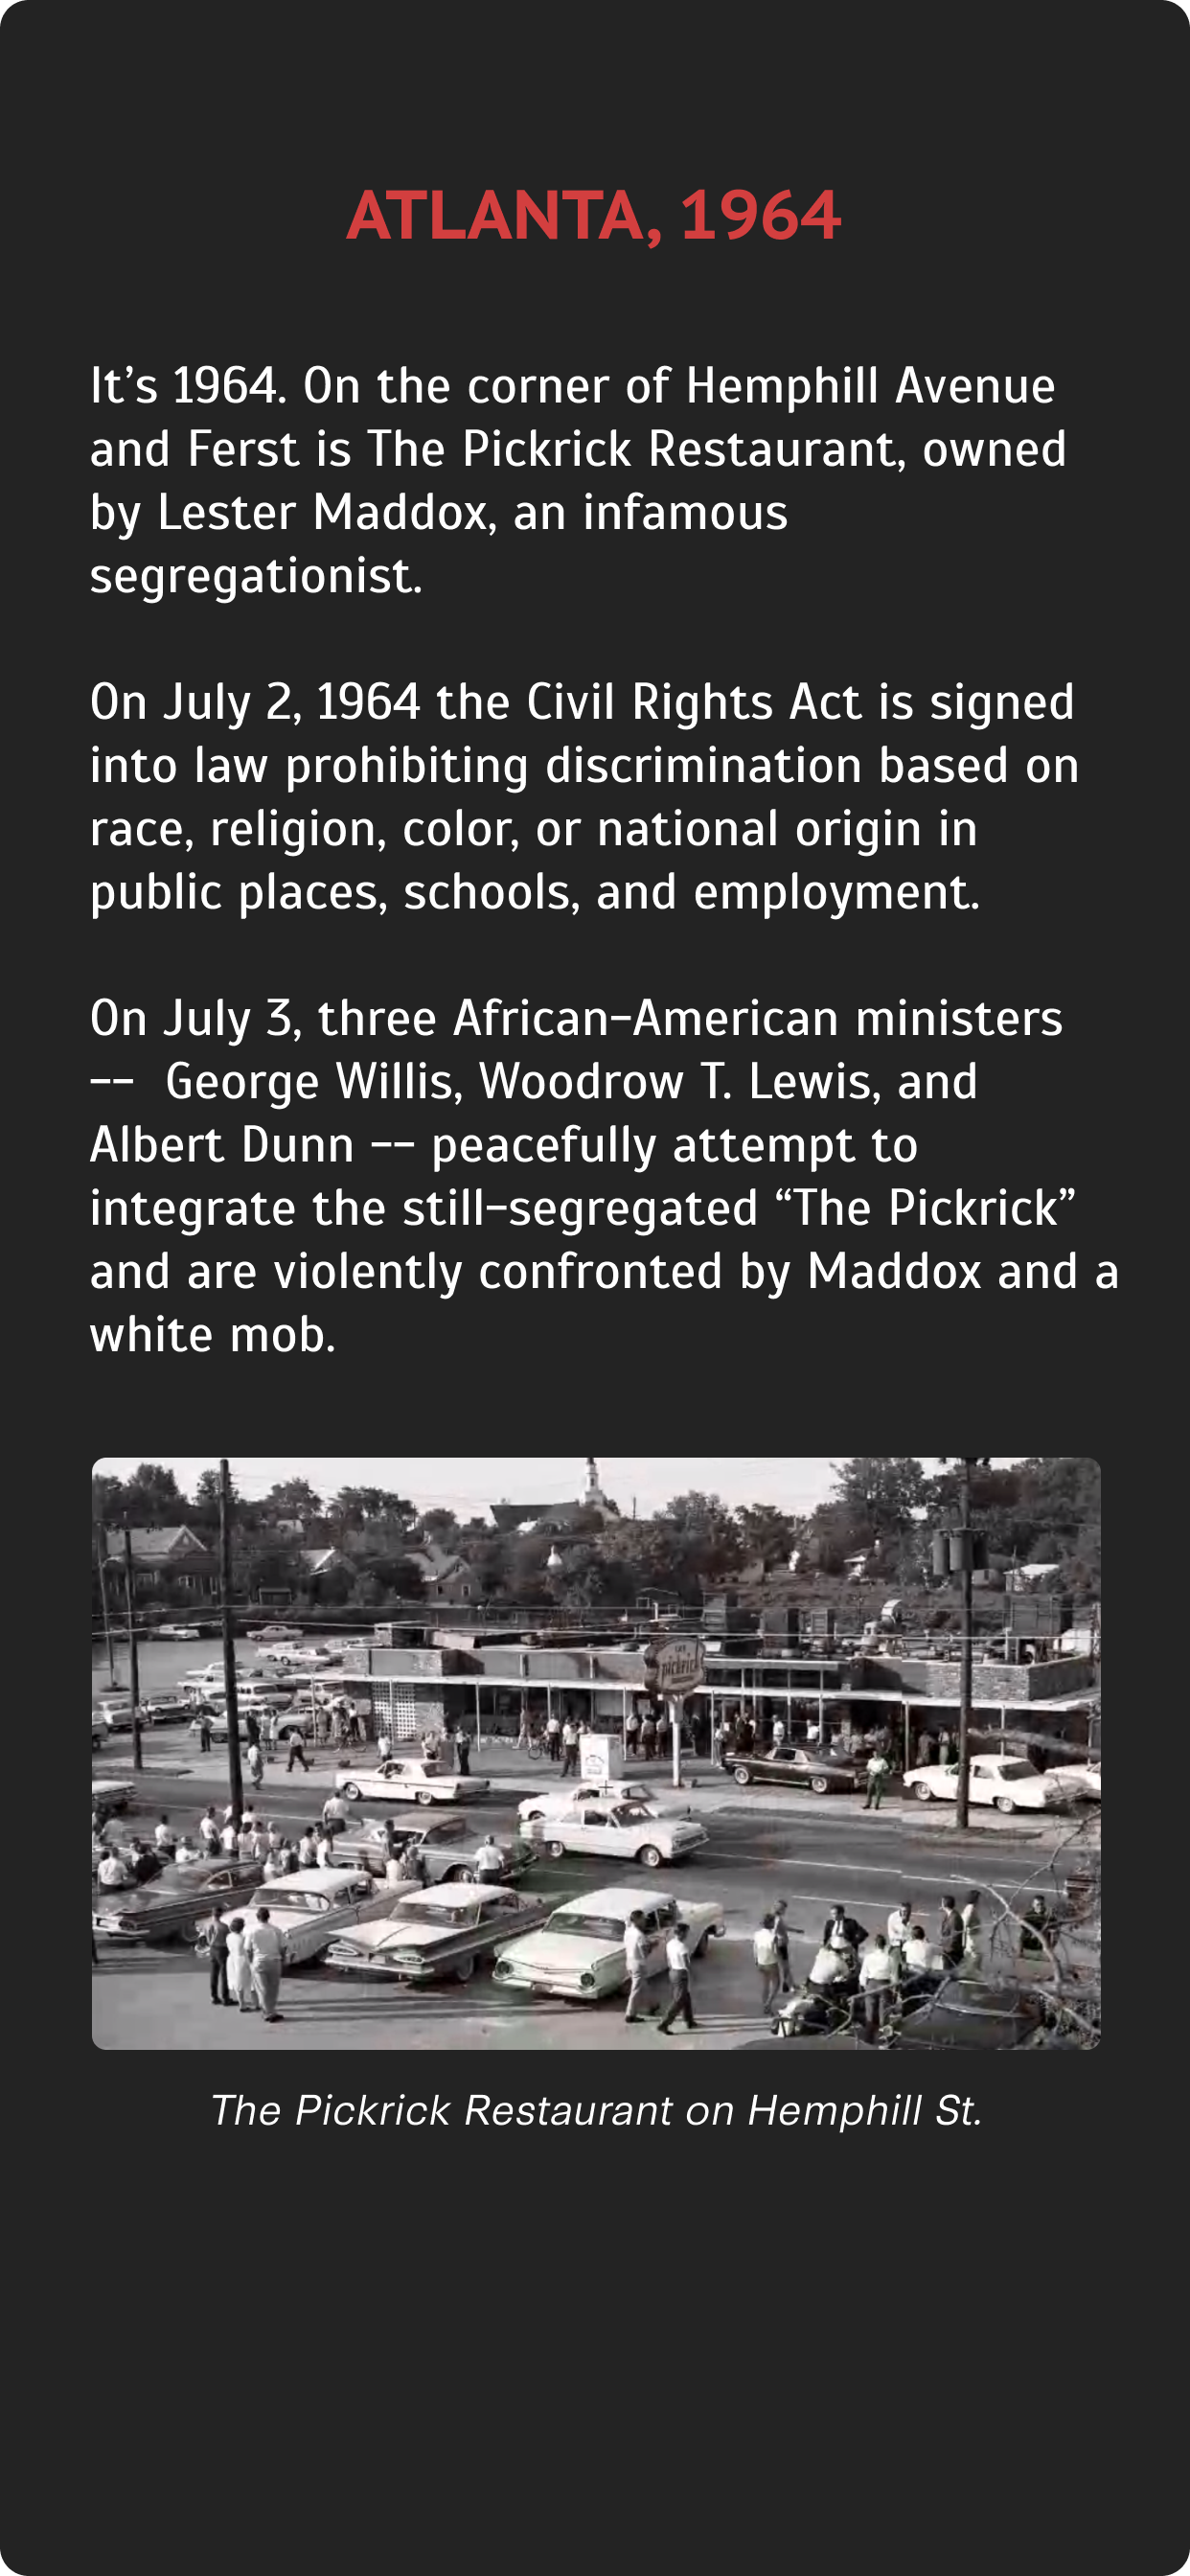 ATLANTA, 1964
It’s 1964. On the corner of Hemphill Avenue
and Ferst is The Pickrick Restaurant, owned
by Lester Maddox, an infamous
segregationist.
On July 2, 1964 the Civil Rights Act is signed
into law prohibiting discrimination based on
race, religion, color, or national origin in
public places, schools, and employment.
On July 3, three African-American ministers
--  George Willis, Woodrow T. Lewis, and
Albert Dunn -- peacefully attempt to
integrate the still-segregated “The Pickrick”
and are violently confronted by Maddox and a
white mob.
THE
pickrick
The Pickrick Restaurant on Hemphill St.